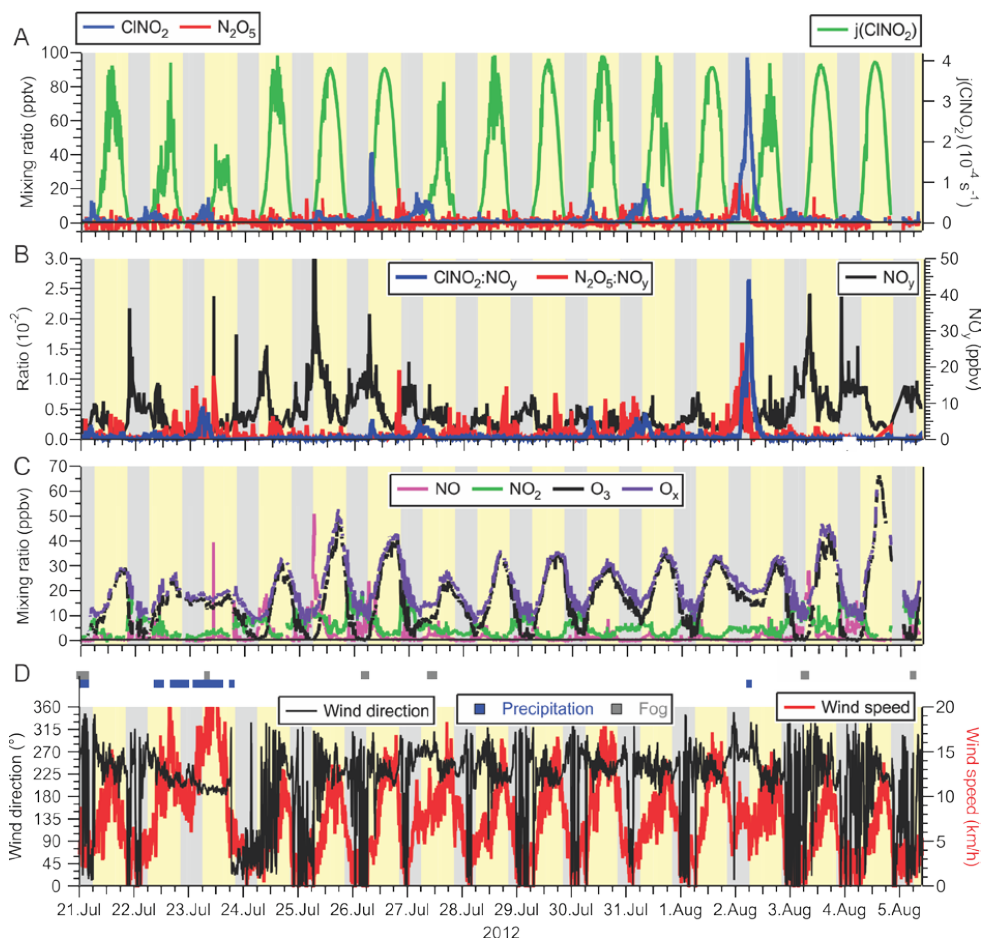 ClNO2 N2O5 j(ClNO2)
A
100
80
60
40
20
0
Mixing ratio (pptv)
4
3
2
1
0
j(ClNO2) (10-4 s-1)
B
ClNO2:NOy N2O5:NOy NOy
3.0
2.5
2.0
1.5
1.0
0.5
0.0
Ratio (10-2)
50
40
30
20
10
0
NOy (ppbv)
C
NO NO2 O3 Ox
70
60
50
40
30
20
10
0
Mixing ratio (ppbv)
D
Wind direction Precipitation Fog Wind speed
360
315
270
225
180
135
90
45
0
Wind direction (°)
20
15
10
5
0
Wind speed (km/h)
21.Jul 22.Jul 23.Jul 24.Jul 25.Jul 26.Jul 27.Jul 28.Jul 29.Jul 30.Jul 31.Jul 1.Aug 2.Aug 3.Aug 4.Aug 5.Aug
2012